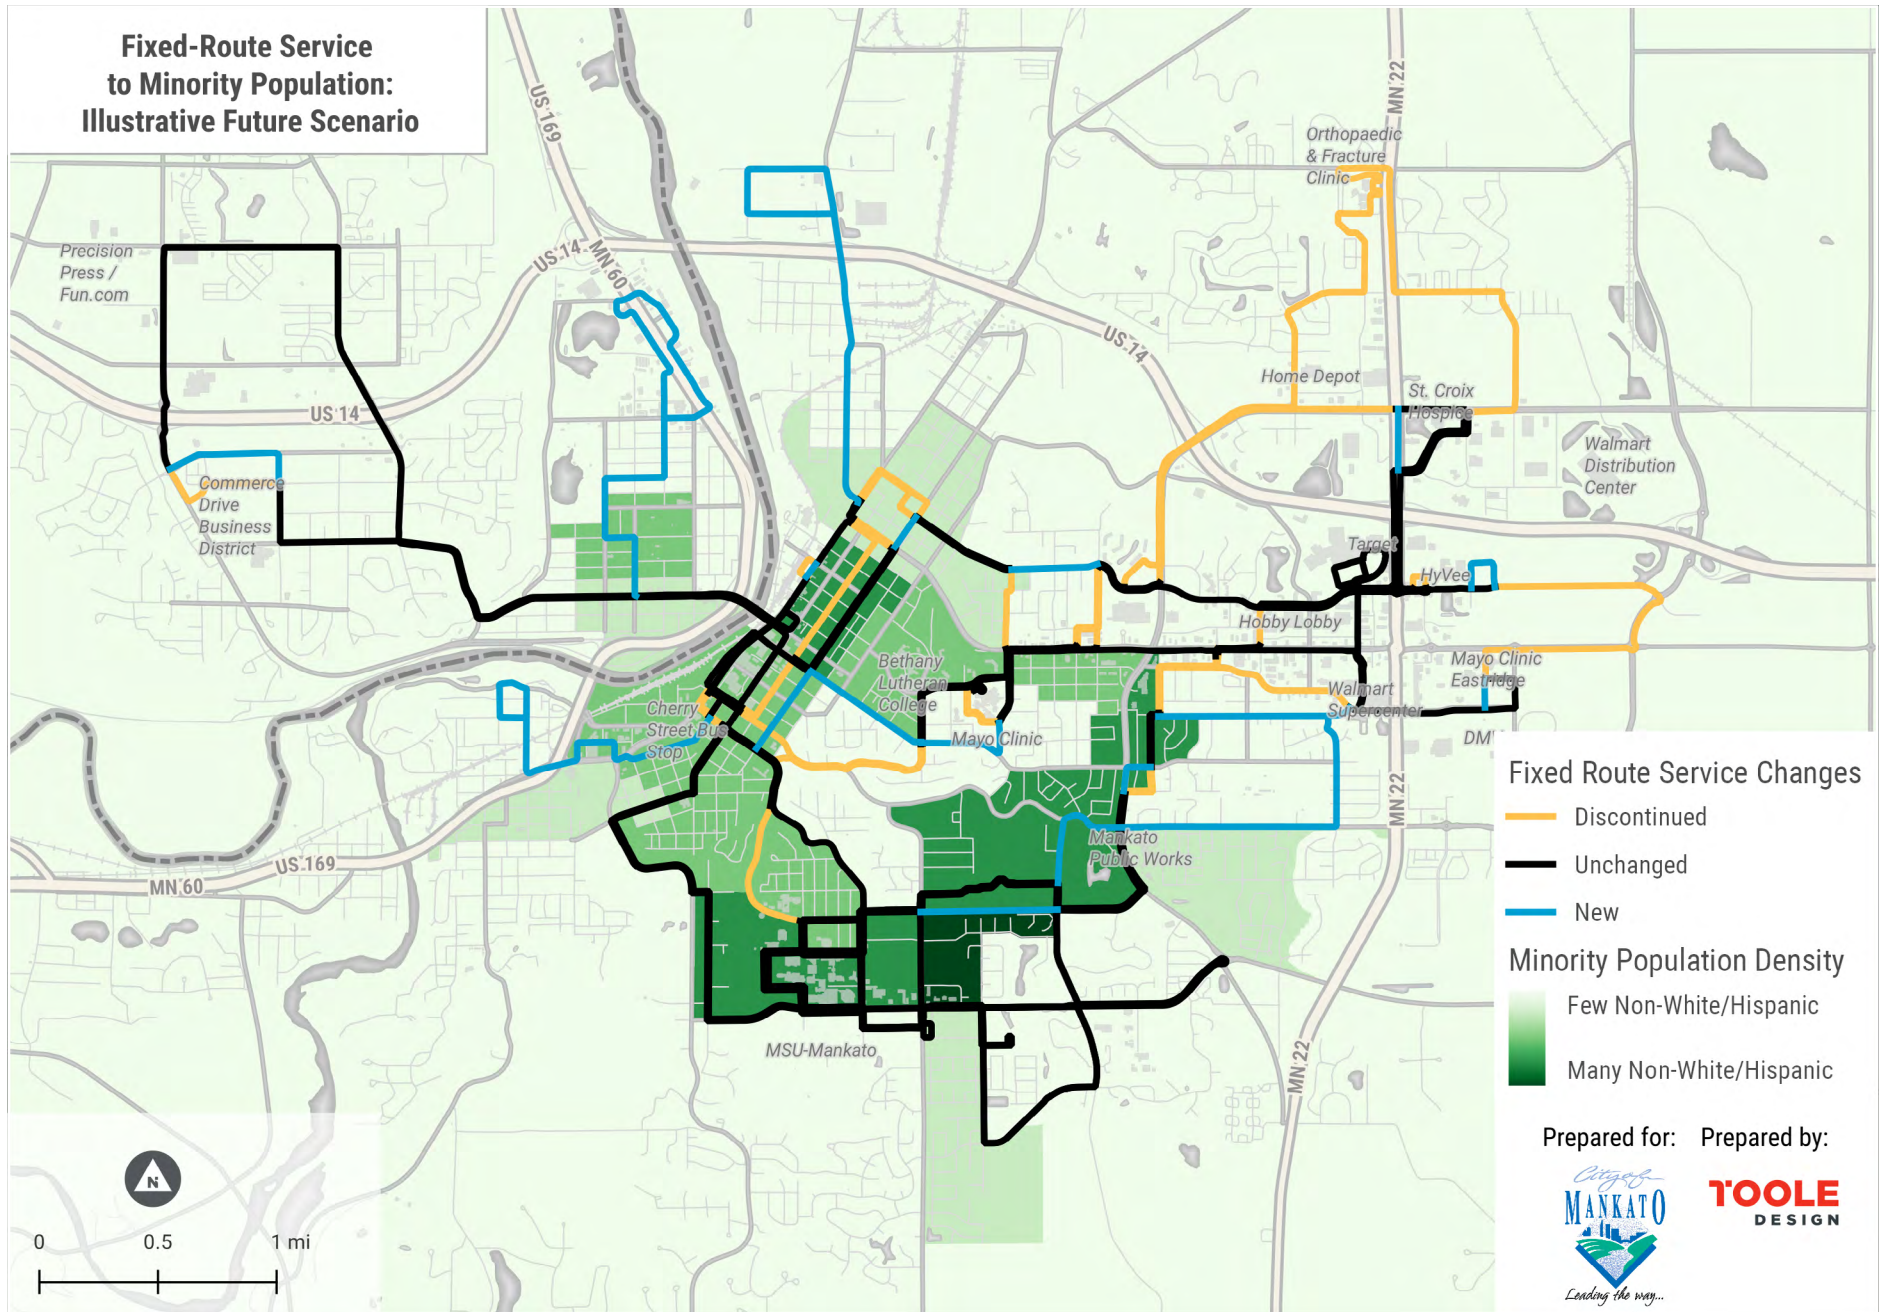 Fixed-Route Service
to Minority Population:
Illustrative Future Scenario
US 169
MN 22
Orthopaedic
& Fracture
Clinic
Precision
Press /
Fun.com
US 14
MN 60
US 14
US 14
Home Depot
St. Croix
Hospice
Walmart
Distribution
Center
Commerce
Drive
Business
District
Target
HyVee
Hobby Lobby
Bethany
Lutheran
College
Mayo Clinic
Eastridge
Walmart
Supercenter
Cherry
Street Bus
Stop
Mayo Clinic
DMV
MN 22
Mankato
Public Works
US 169
MN 60
MSU-Mankato
MN 22
Fixed Route Service Changes
Discontinued
Unchanged
New
Minority Population Density
Few Non-White/Hispanic
Many Non-White/Hispanic
Prepared for:
Prepared by:
City of
MANKATO
Leading the way...
TOOLE
DESIGN
N
0
0.5
1 mi